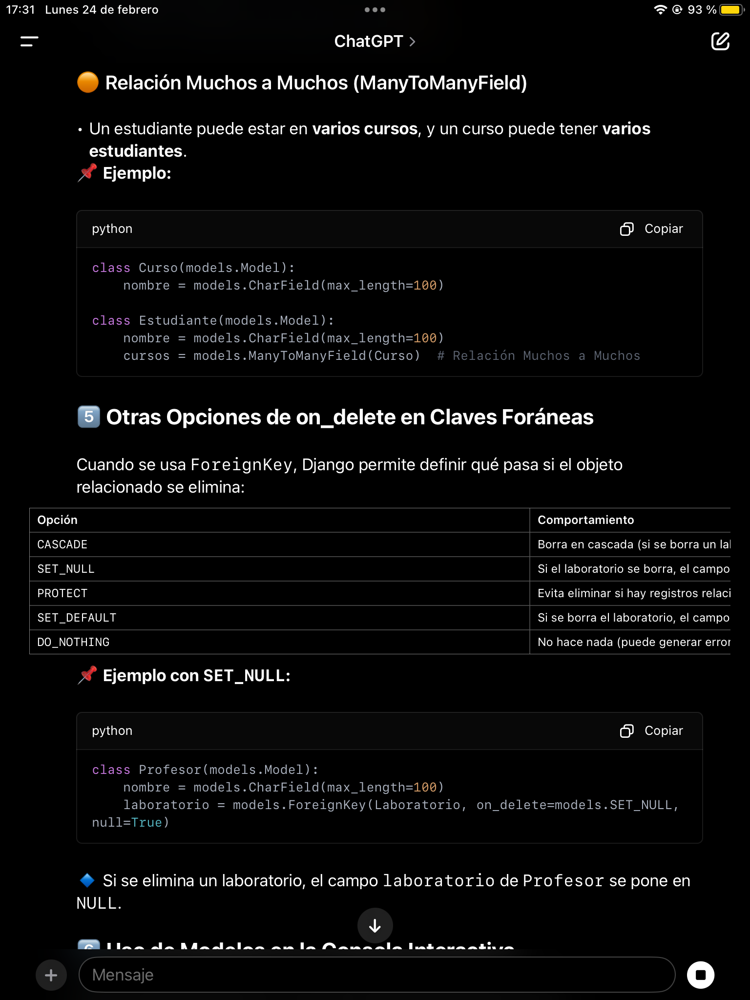 17:31 Lunes 24 de febrero 93 %
ChatGPT
Relación Muchos a Muchos (ManyToManyField)
• Un estudiante puede estar en varios cursos, y un curso puede tener varios
estudiantes.
📌 Ejemplo:
python Copiar
class Curso(models.Model):
    nombre = models.CharField(max_length=100)
class Estudiante(models.Model):
    nombre = models.CharField(max_length=100)
    cursos = models.ManyToManyField(Curso)  # Relación Muchos a Muchos
5 Otras Opciones de on_delete en Claves Foráneas
Cuando se usa ForeignKey, Django permite definir qué pasa si el objeto
relacionado se elimina:
Opción Comportamiento
CASCADE Borra en cascada (si se borra un
SET_NULL Si el laboratorio se borra, el campo
PROTECT Evita eliminar si hay registros relaci
SET_DEFAULT Si se borra el laboratorio, el campo
DO_NOTHING No hace nada (puede generar error
📌 Ejemplo con SET_NULL:
python Copiar
class Profesor(models.Model):
    nombre = models.CharField(max_length=100)
    laboratorio = models.ForeignKey(Laboratorio, on_delete=models.SET_NULL,
null=True)
🔷 Si se elimina un laboratorio, el campo laboratorio de Profesor se pone en
NULL.
6 Uso de Modelos en la Consola Interactiva
Mensaje